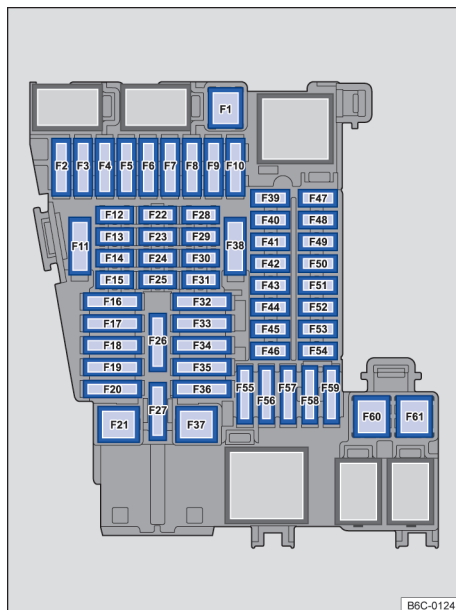 F1
F2 F3 F4 F5 F6 F7 F8 F9 F10
F39 F47
F12 F22 F28 F40 F48
F11 F13 F23 F29 F38 F41 F49
F14 F24 F30 F42 F50
F15 F25 F31 F43 F51
F16 F32 F44 F52
F17 F33 F45 F53
F18 F26 F34 F46 F54
F19 F35
F20 F36 F55 F56 F57 F58 F59
F21 F27 F37 F60 F61
B6C-0124